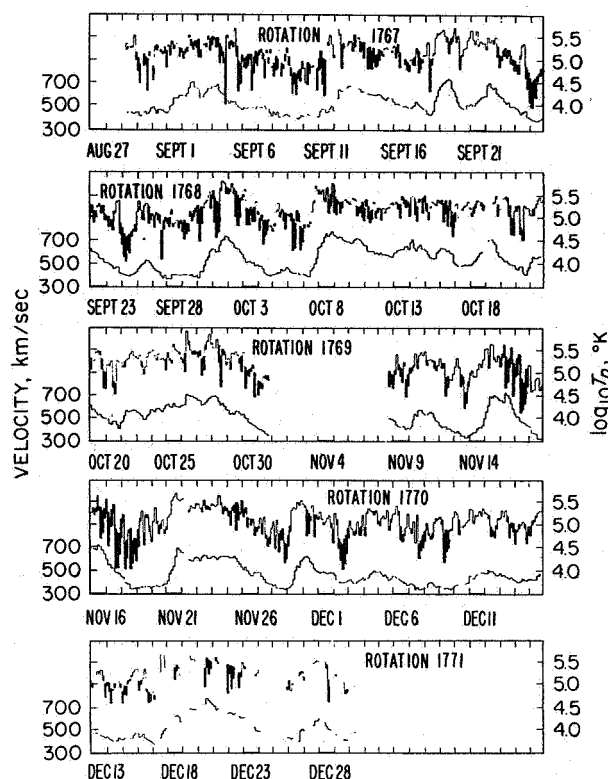 ROTATION 1767
700
500
300
5.5
5.0
4.5
4.0
AUG 27 SEPT 1 SEPT 6 SEPT 11 SEPT 16 SEPT 21
ROTATION 1768
700
500
300
5.5
5.0
4.5
4.0
SEPT 23 SEPT 28 OCT 3 OCT 8 OCT 13 OCT 18
VELOCITY, km/sec
ROTATION 1769
700
500
300
5.5
5.0
4.5
4.0
log10Tp, °K
OCT 20 OCT 25 OCT 30 NOV 4 NOV 9 NOV 14
ROTATION 1770
700
500
300
5.5
5.0
4.5
4.0
NOV 16 NOV 21 NOV 26 DEC 1 DEC 6 DEC 11
ROTATION 1771
700
500
300
5.5
5.0
4.5
4.0
DEC 13 DEC 18 DEC 23 DEC 28